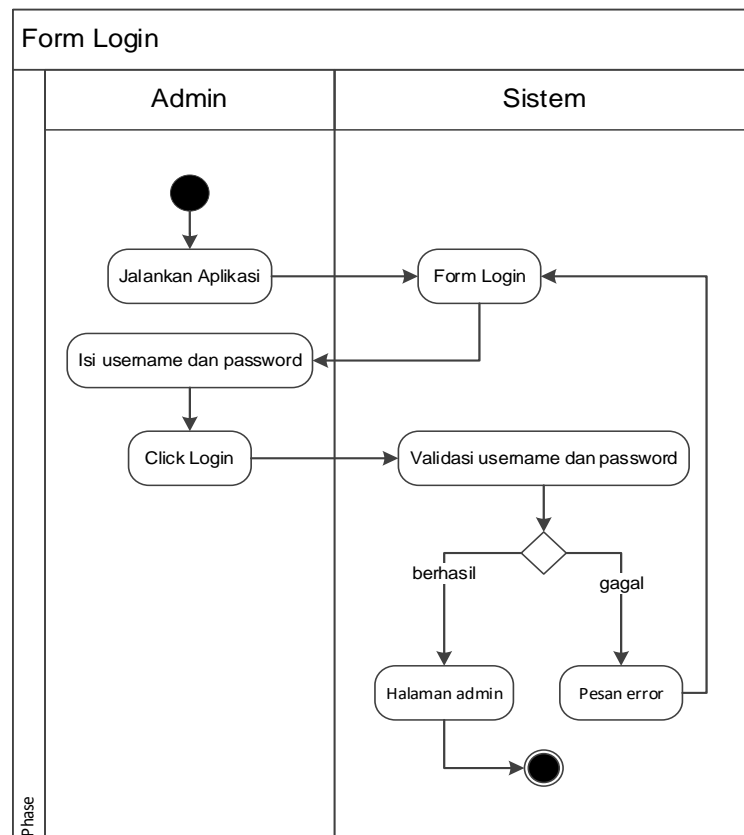 Form Login
Admin
Sistem
Jalankan Aplikasi
Form Login
Isi username dan password
Click Login
Validasi username dan password
berhasil
gagal
Halaman admin
Pesan error
Phase